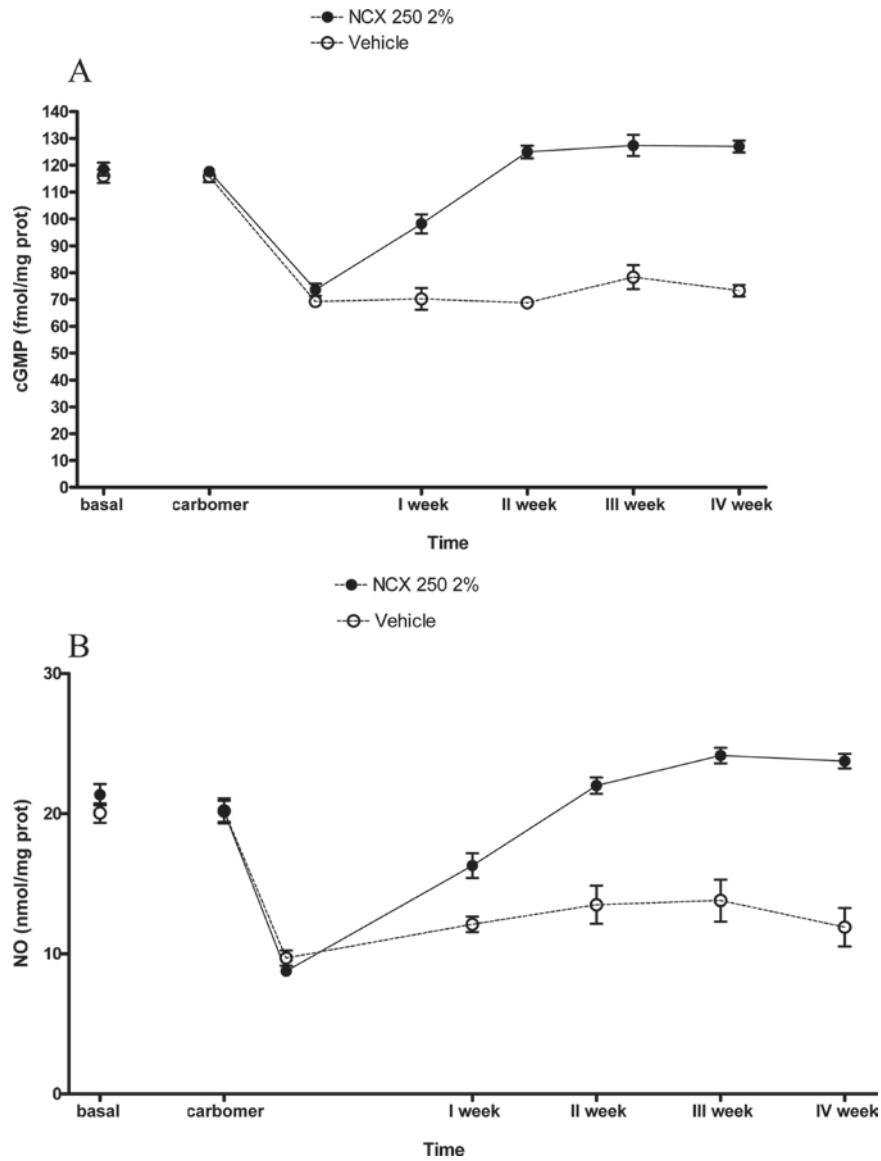 NCX 250 2%
Vehicle
A
140
130
120
110
100
90
80
70
60
50
40
30
20
10
0
cGMP (fmol/mg prot)
basal carbomer I week II week III week IV week
Time
NCX 250 2%
Vehicle
B
30
20
10
0
NO (nmol/mg prot)
basal carbomer I week II week III week IV week
Time